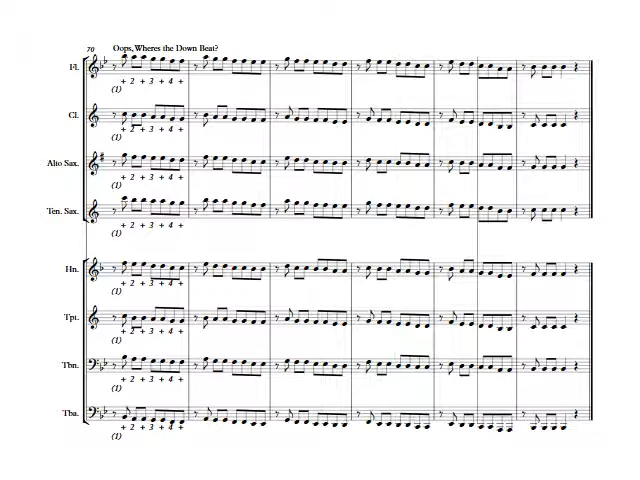 70 Oops, Wheres the Down Beat?
Fl.
+ 2 + 3 + 4 +
(1)
Cl.
+ 2 + 3 + 4 +
(1)
Alto Sax.
+ 2 + 3 + 4 +
(1)
Ten. Sax.
+ 2 + 3 + 4 +
(1)
Hn.
+ 2 + 3 + 4 +
(1)
Tpt.
+ 2 + 3 + 4 +
(1)
Tbn.
+ 2 + 3 + 4 +
(1)
Tba.
+ 2 + 3 + 4 +
(1)